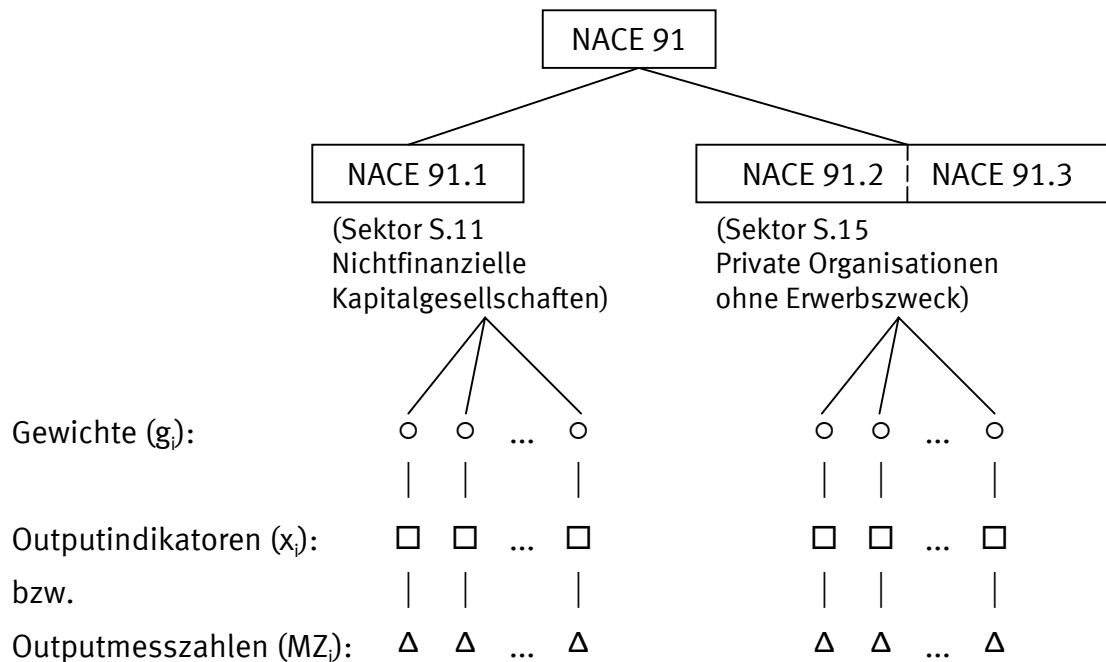 NACE 91
NACE 91.1
NACE 91.2 NACE 91.3
(Sektor S.11
Nichtfinanzielle
Kapitalgesellschaften)
(Sektor S.15
Private Organisationen
ohne Erwerbszweck)
Gewichte (gᵢ): ... ...
Outputindikatoren (xᵢ): ... ...
bzw.
Outputmesszahlen (MZᵢ): Δ Δ ... Δ Δ Δ ... Δ